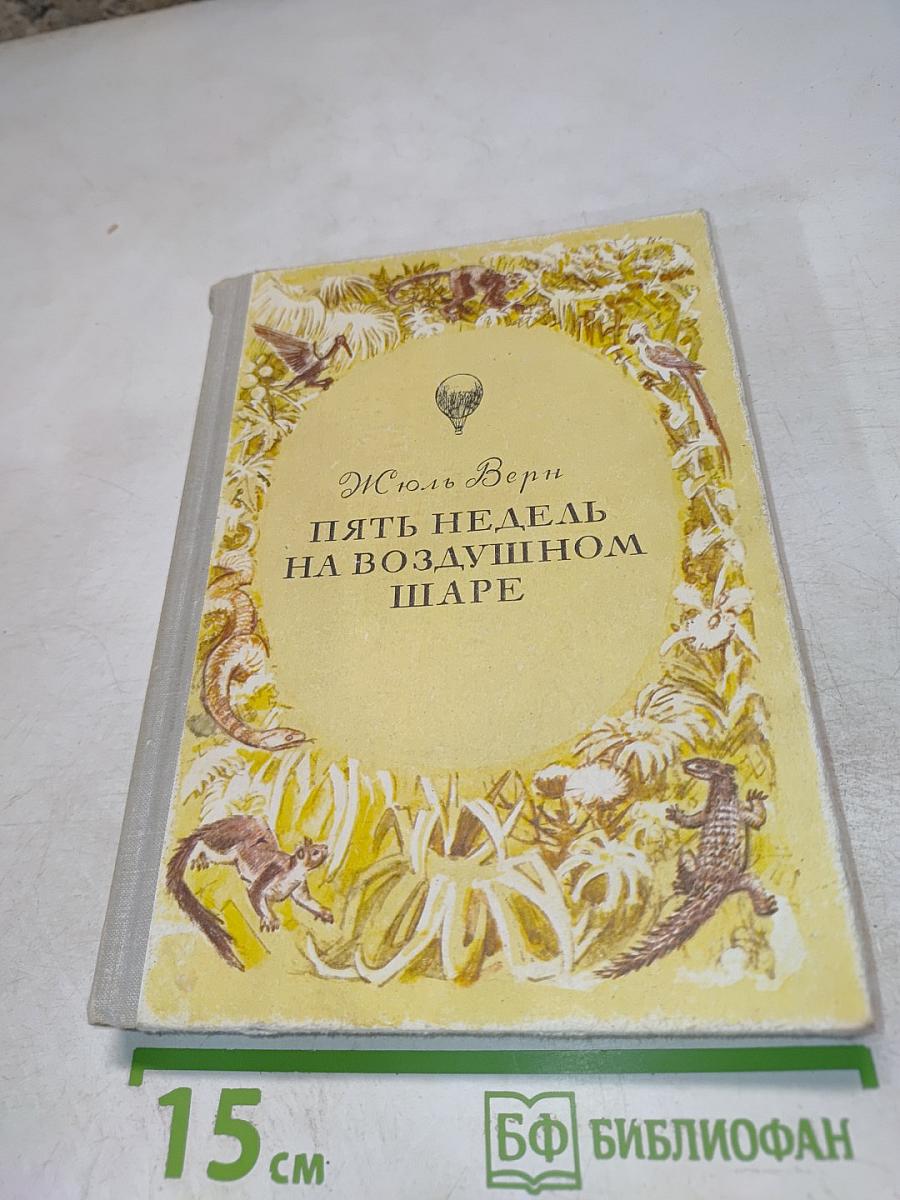 Жюль Верн
ПЯТЬ НЕДЕЛЬ
НА ВОЗДУШНОМ
ШАРЕ
15 см
БФ БИБЛИОФАН